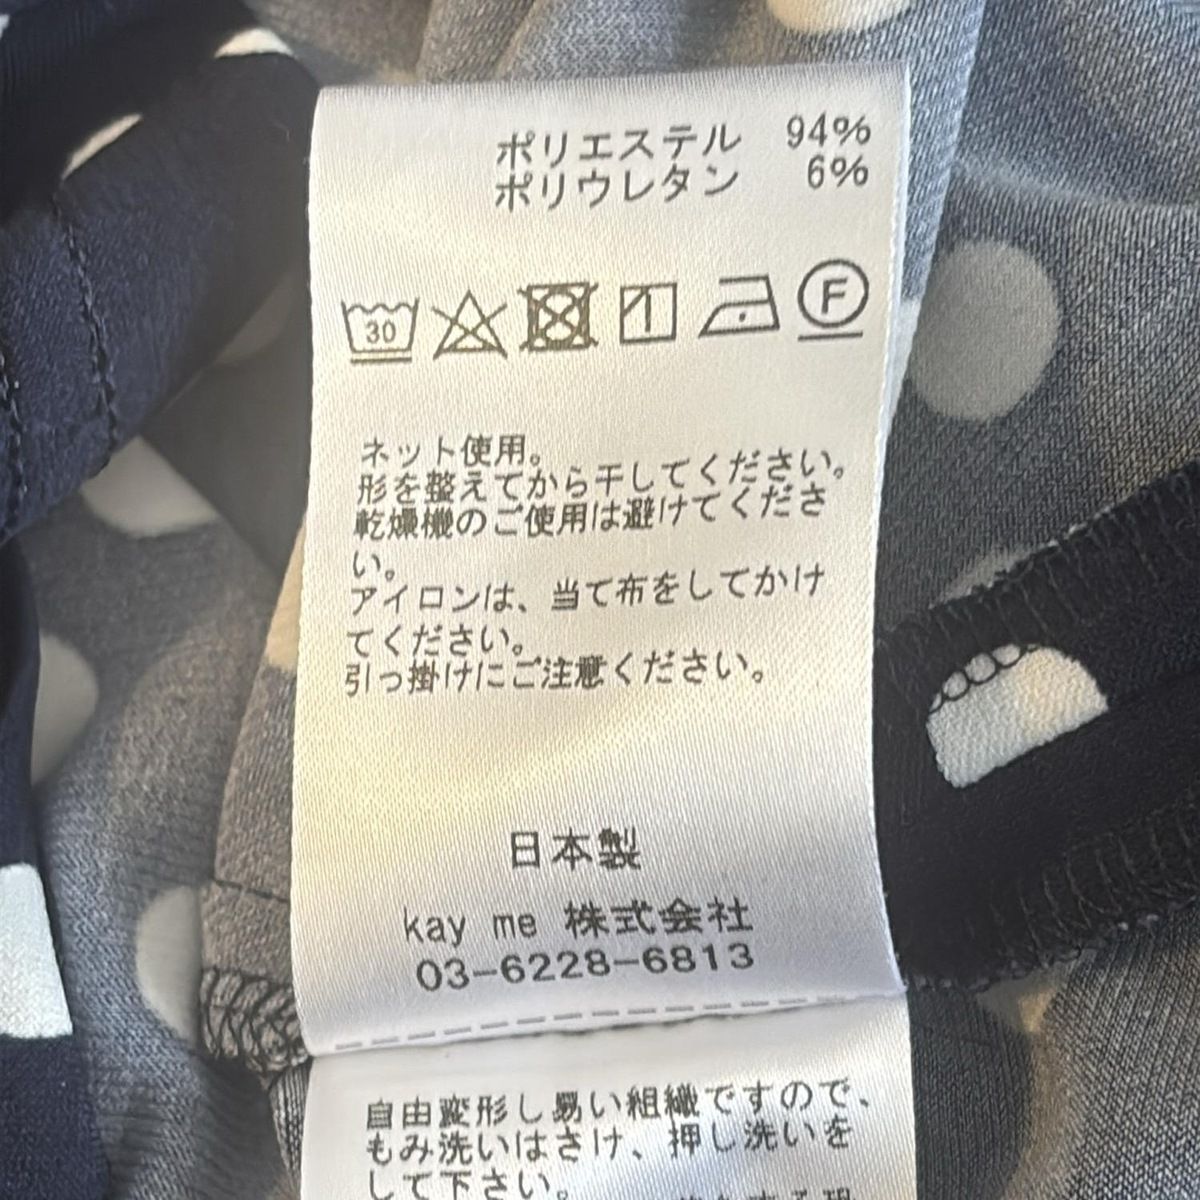 ポリエステル 94%
ポリウレタン 6%
30 F
ネット使用。
形を整えてから干してください。
乾燥機のご使用は避けてくださ
い。
アイロンは、当て布をしてかけ
てください。
引っ掛けにご注意ください。
日本製
kay me 株式会社
03-6228-6813
自由変形し易い組織ですので、
もみ洗いはさけ、押し洗いを
して下さい。